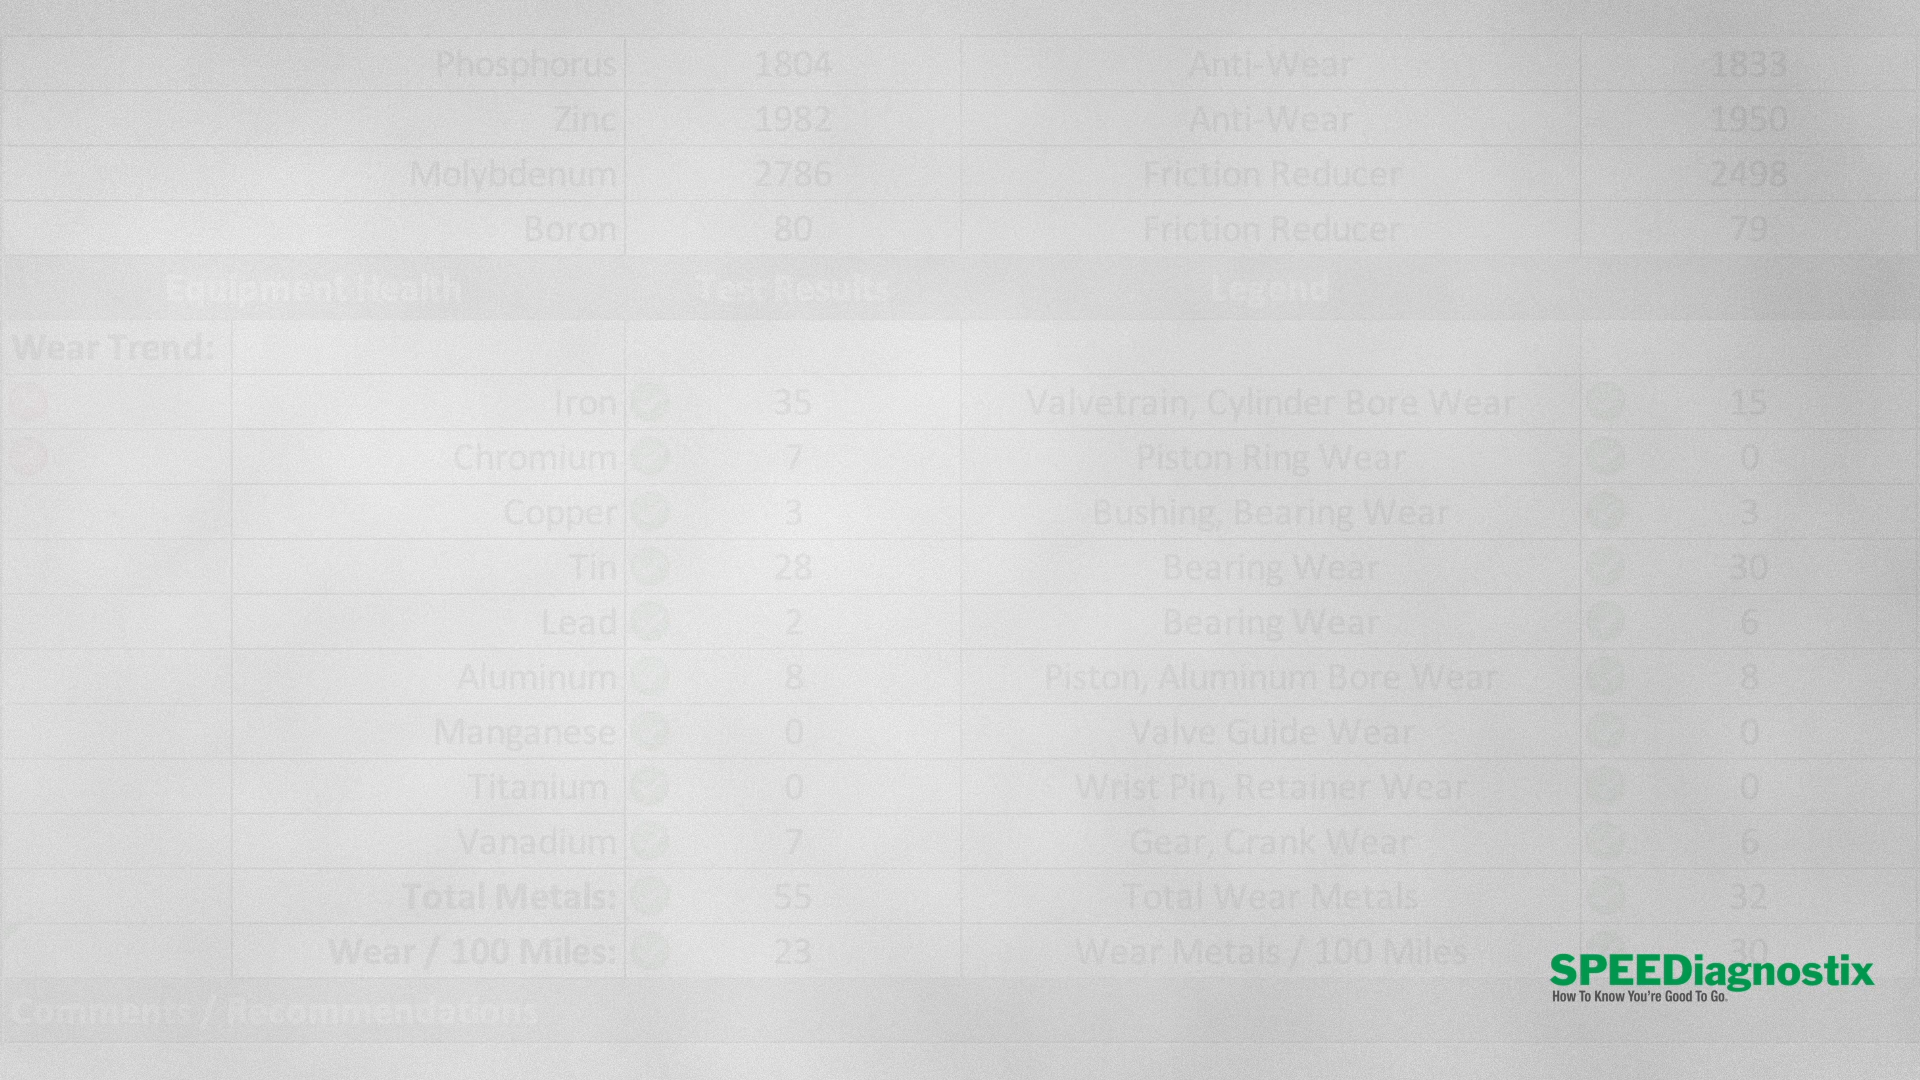 Phosphorus 1804 Anti-Wear 1833
Zinc 1982 Anti-Wear 1950
Molybdenum 2786 Friction Reducer 2498
Boron 80 Friction Reducer 79
Equipment Health Test Results Legend
Wear Trend:
Iron 35 Valvetrain, Cylinder Bore Wear 15
Chromium 7 Piston Ring Wear 0
Copper 3 Bushing, Bearing Wear 3
Tin 28 Bearing Wear 30
Lead 2 Bearing Wear 6
Aluminum 8 Piston, Aluminum Bore Wear 8
Manganese 0 Valve Guide Wear 0
Titanium 0 Wrist Pin, Retainer Wear 0
Vanadium 7 Gear, Crank Wear 6
Total Metals: 55 Total Wear Metals 32
Wear / 100 Miles: 23 Wear Metals / 100 Miles 30
SPEEDiagnostix
How To Know You're Good To Go.
Comments / Recommendations